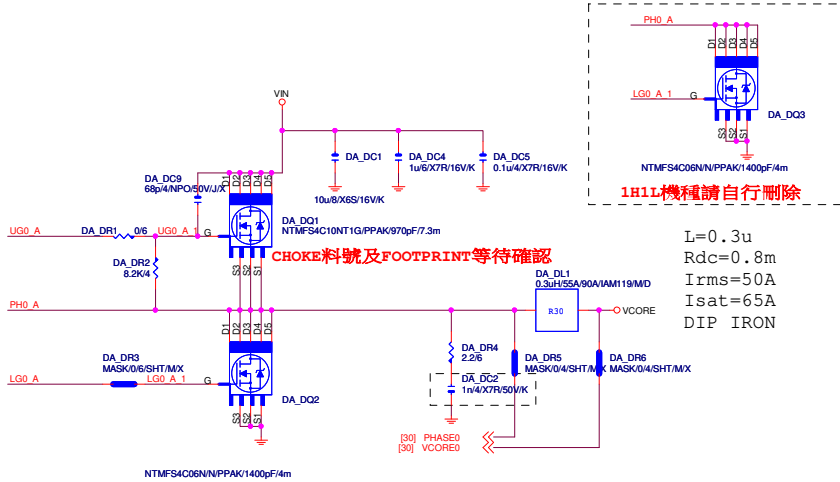 PH0_A
D1
D2
D3
D4
D5
LG0_A_1
G
DA_DQ3
S3
S2
S1
NTMFS4C06N/N/PPAK/1400pF/4m
1H1L機種請自行刪除
VIN
DA_DC1
10u/8/X6S/16V/K
DA_DC4
1u/6/X7R/16V/K
DA_DC5
0.1u/4/X7R/16V/K
DA_DC9
68p/4/NPO/50V/J/X
D1
D2
D3
D4
D5
UG0_A
DA_DR1
0/6
UG0_A_1
G
DA_DQ1
NTMFS4C10NT1G/PPAK/970pF/7.3m
S3
S2
S1
CHOKE料號及FOOTPRINT等待確認
DA_DR2
8.2K/4
L=0.3u
Rdc=0.8m
Irms=50A
Isat=65A
DIP IRON
DA_DL1
0.3uH/55A/90A/IAM119/M/D
R30
VCORE
PH0_A
D1
D2
D3
D4
D5
DA_DR3
MASK/0/6/SHT/M/X
LG0_A
LG0_A_1
G
DA_DQ2
S3
S2
S1
DA_DR4
2.2/6
DA_DC2
1n/4/X7R/50V/K
DA_DR5
MASK/0/4/SHT/M/X
DA_DR6
MASK/0/4/SHT/M/X
[30] PHASE0
[30] VCORE0
NTMFS4C06N/N/PPAK/1400pF/4m